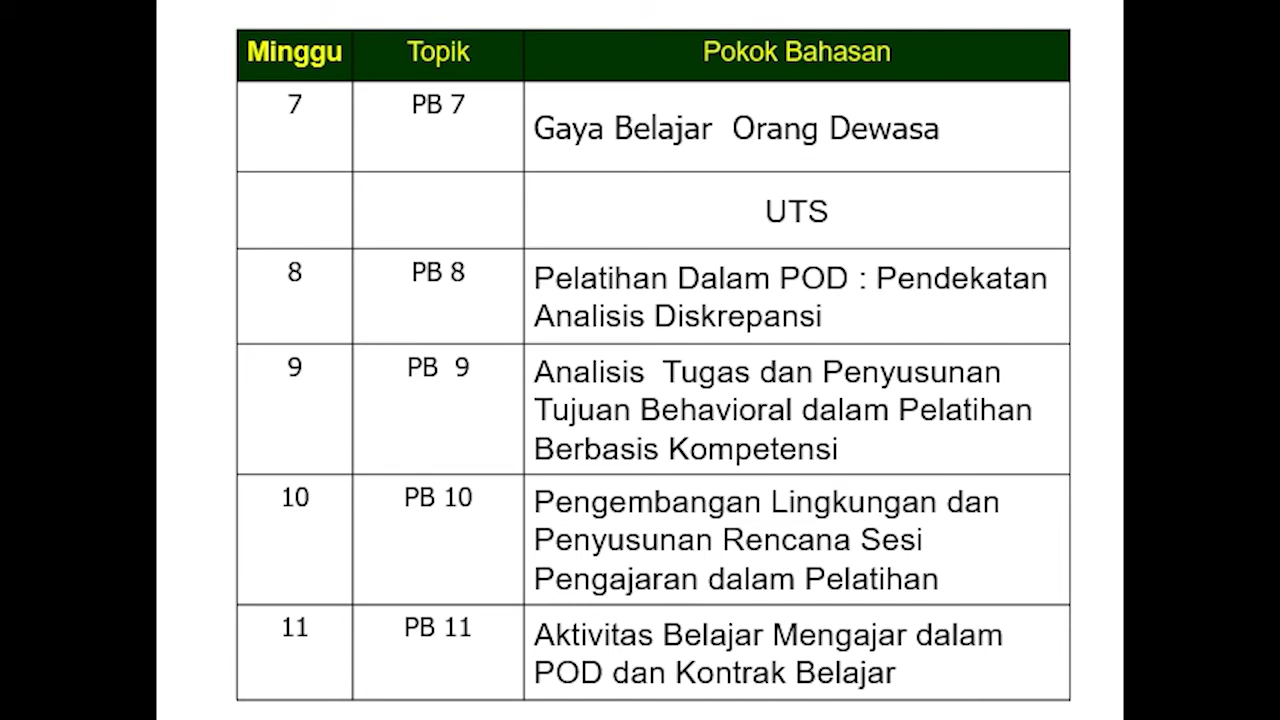 Minggu Topik Pokok Bahasan
7 PB 7 Gaya Belajar  Orang Dewasa
UTS
8 PB 8 Pelatihan Dalam POD : Pendekatan
Analisis Diskrepansi
9 PB  9 Analisis  Tugas dan Penyusunan
Tujuan Behavioral dalam Pelatihan
Berbasis Kompetensi
10 PB 10 Pengembangan Lingkungan dan
Penyusunan Rencana Sesi
Pengajaran dalam Pelatihan
11 PB 11 Aktivitas Belajar Mengajar dalam
POD dan Kontrak Belajar